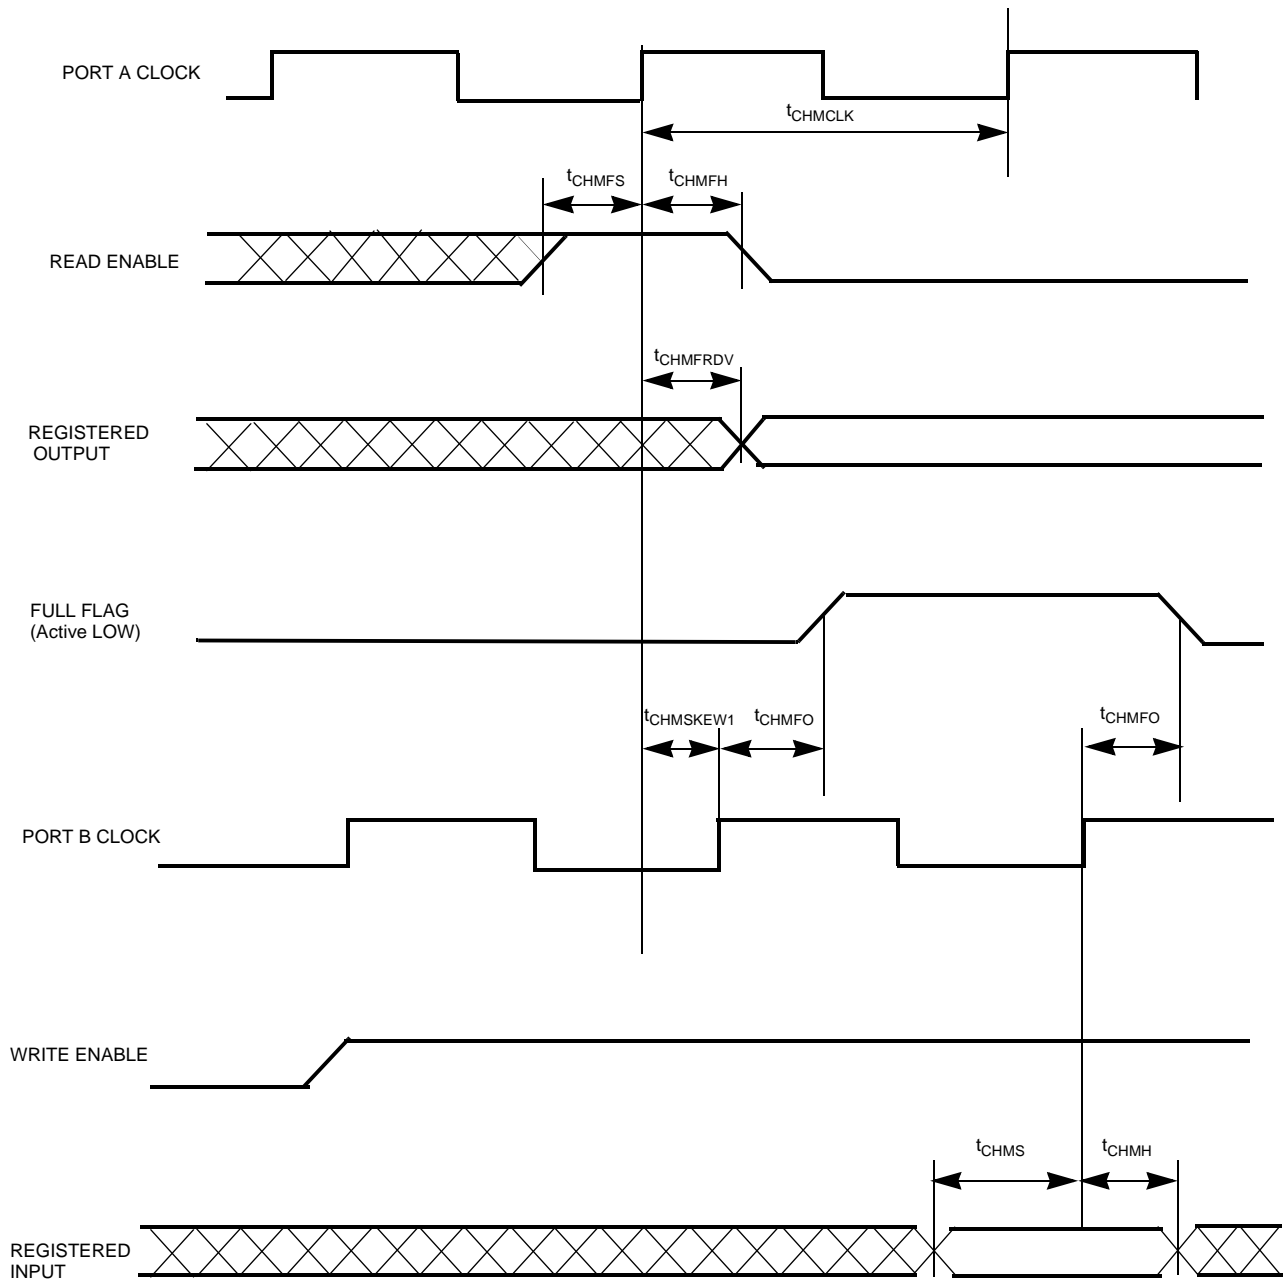 PORT A CLOCK
tCHMCLK
tCHMFS
tCHMFH
READ ENABLE
tCHMFRDV
REGISTERED
OUTPUT
FULL FLAG
(Active LOW)
tCHMSKEW1
tCHMFO
tCHMFO
PORT B CLOCK
WRITE ENABLE
tCHMS
tCHMH
REGISTERED
INPUT